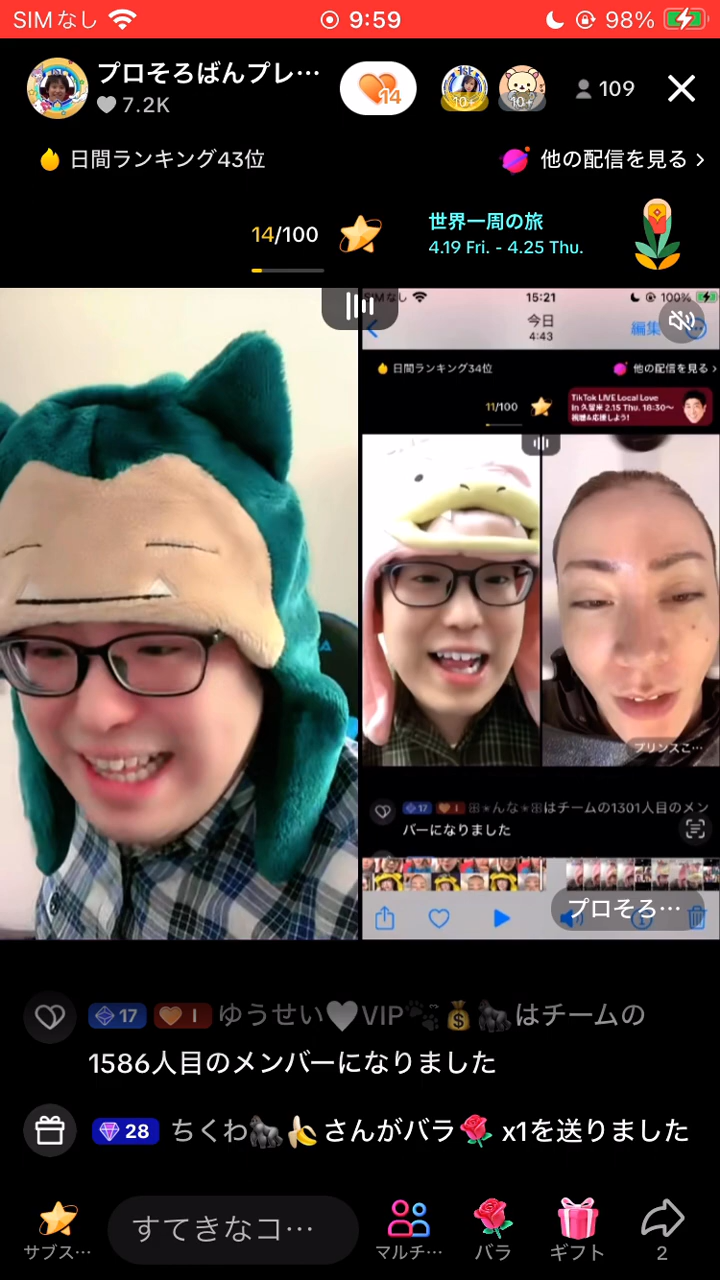 SIMなし 9:59 98%
プロそろばんプレ… 14 1st 10+ 10+ 109
7.2K
日間ランキング43位 他の配信を見る
14/100 世界一周の旅
4.19 Fri. - 4.25 Thu.
SIMなし 15:21 100%
今日 編集
4:43
日間ランキング34位 他の配信を見る
11/100 TikTok LIVE Local Love
In 久留米 2.15 Thu. 18:30〜
視聴&応援しよう!
プリンスこ…
17 I ⊞✶んな✶⊞はチームの1301人目のメン
バーになりました
プロそろ…
17 I ゆうせい🤍VIP🐾💰🦍はチームの
1586人目のメンバーになりました
28 ちくわ🦍🍌さんがバラ🌹 x1を送りました
サブス… すてきなコ… マルチ… バラ ギフト 2